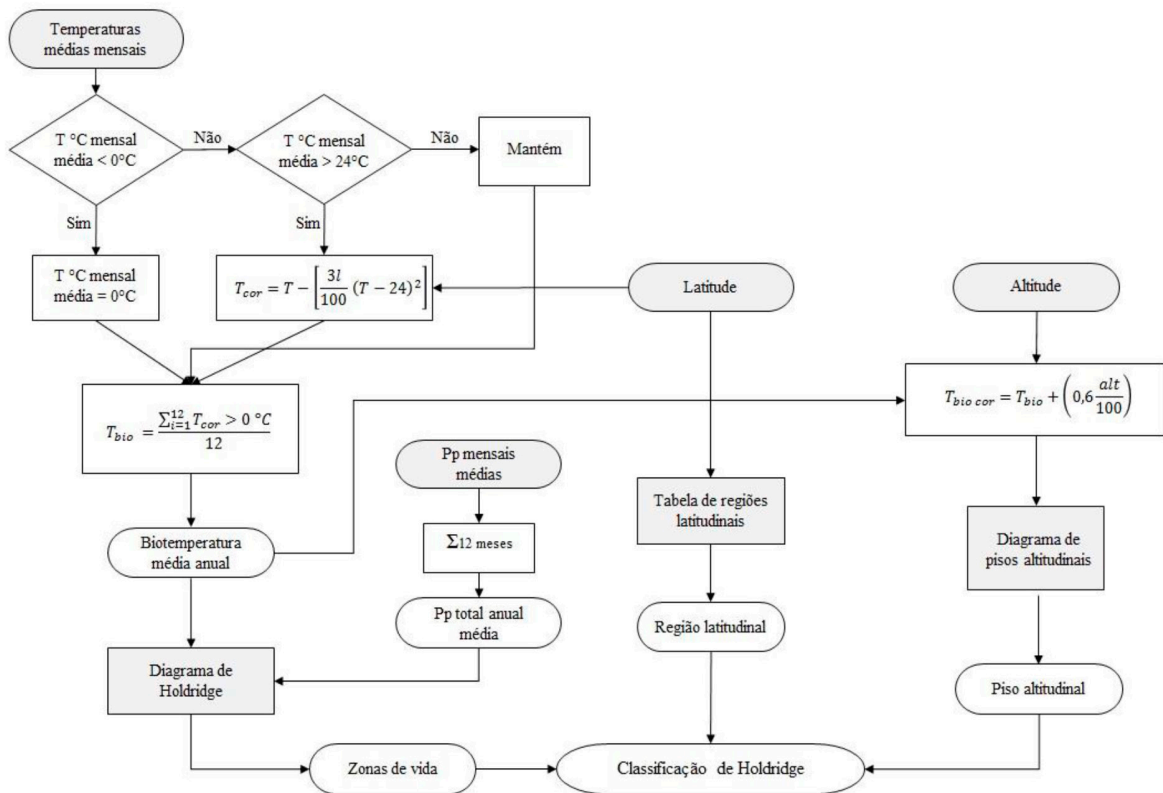 Temperaturas
médias mensais
T °C mensal
média < 0°C
Não
T °C mensal
média > 24°C
Não
Mantém
Sim
Sim
T °C mensal
média = 0°C
T_{cor} = T − [\frac{3l}{100} (T − 24)^2]
Latitude
Altitude
T_{bio} = \frac{\sum_{i=1}^{12} T_{cor} > 0 °C}{12}
T_{bio cor} = T_{bio} + (0,6 \frac{alt}{100})
Pp mensais
médias
Tabela de regiões
latitudinais
Σ12 meses
Biotemperatura
média anual
Diagrama de
pisos altitudinais
Pp total anual
média
Região latitudinal
Diagrama de
Holdridge
Piso altitudinal
Zonas de vida
Classificação de Holdridge